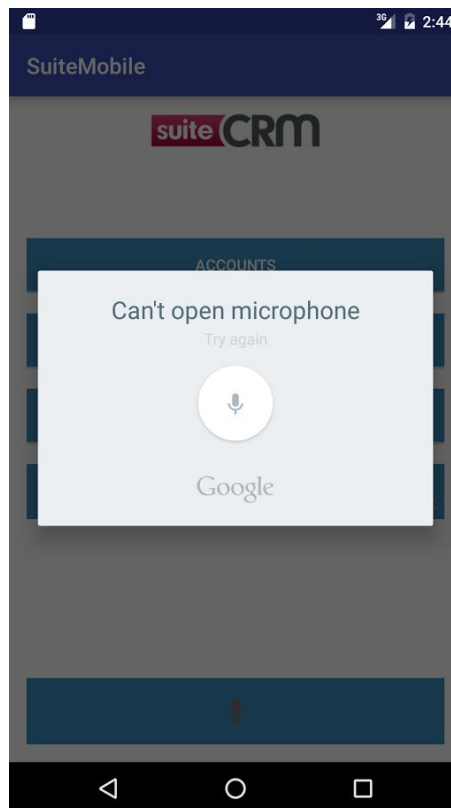 3G 2:44
SuiteMobile
suite CRM
ACCOUNTS
Can't open microphone
Try again
Google